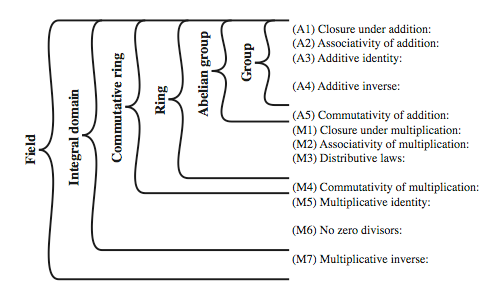 Field
Integral domain
Commutative ring
Ring
Abelian group
Group
(A1) Closure under addition:
(A2) Associativity of addition:
(A3) Additive identity:
(A4) Additive inverse:
(A5) Commutativity of addition:
(M1) Closure under multiplication:
(M2) Associativity of multiplication:
(M3) Distributive laws:
(M4) Commutativity of multiplication:
(M5) Multiplicative identity:
(M6) No zero divisors:
(M7) Multiplicative inverse: